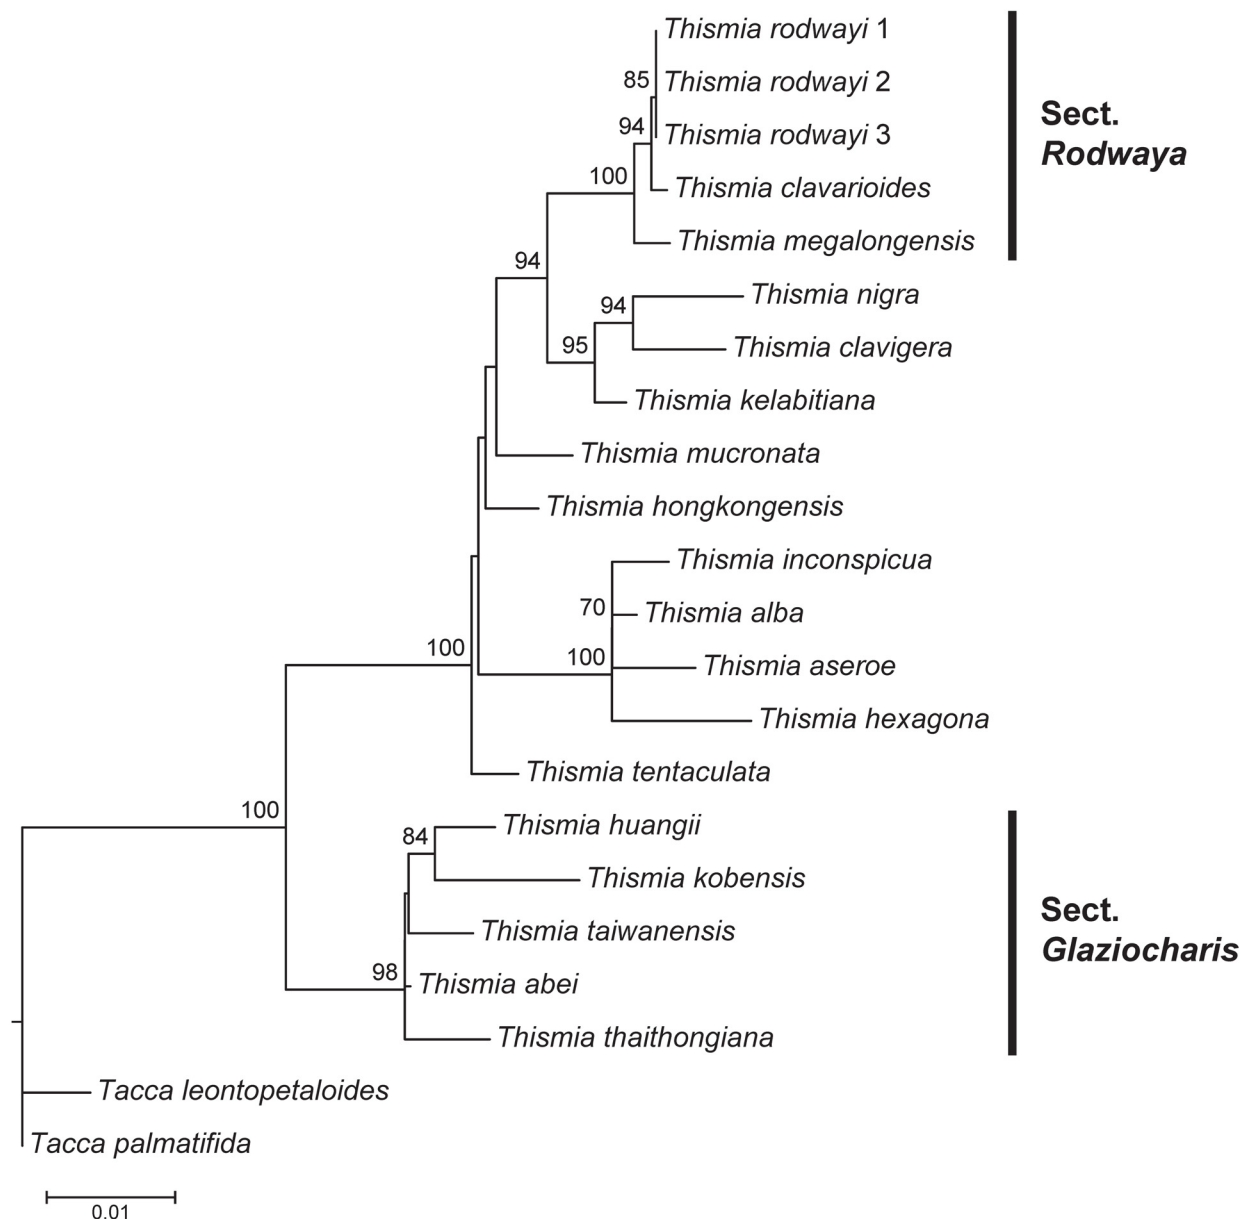 Thismia rodwayi 1
85
Thismia rodwayi 2
94
Thismia rodwayi 3
Sect.
Rodwaya
100
Thismia clavarioides
Thismia megalongensis
94
Thismia nigra
94
95
Thismia clavigera
Thismia kelabitiana
Thismia mucronata
Thismia hongkongensis
Thismia inconspicua
70
Thismia alba
100
100
Thismia aseroe
Thismia hexagona
Thismia tentaculata
100
Thismia huangii
84
Thismia kobensis
Thismia taiwanensis
Sect.
Glaziocharis
98
Thismia abei
Thismia thaithongiana
Tacca leontopetaloides
Tacca palmatifida
0.01